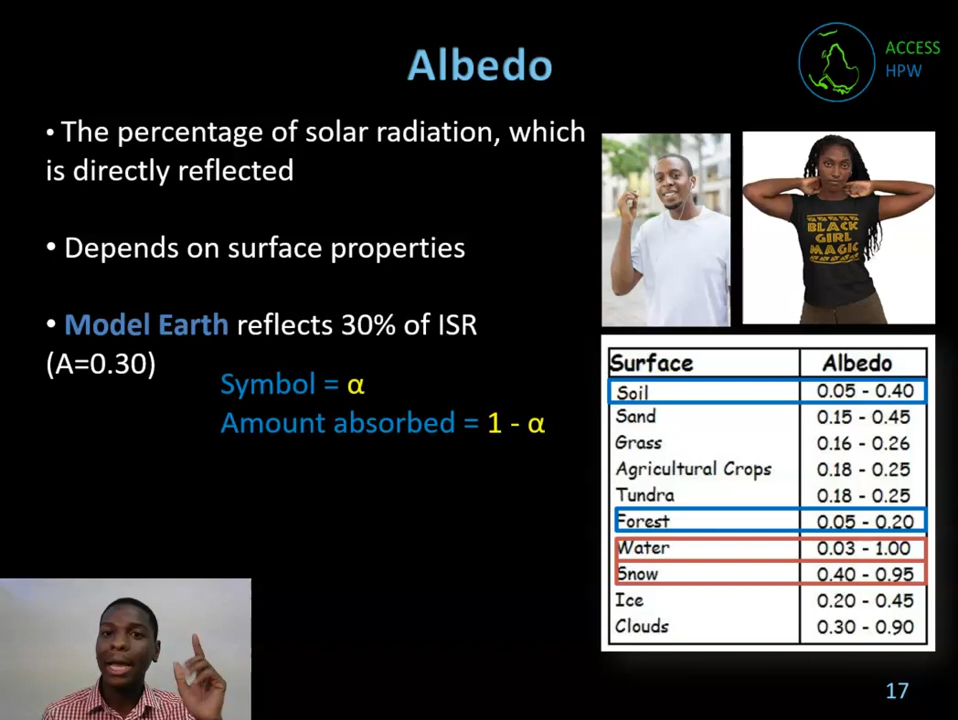 Albedo
ACCESS
HPW
• The percentage of solar radiation, which
is directly reflected
• Depends on surface properties
• Model Earth reflects 30% of ISR
(A=0.30)
Symbol = α
Amount absorbed = 1 - α
BLACK
GIRL
MAGIC
Surface Albedo
Soil 0.05 - 0.40
Sand 0.15 - 0.45
Grass 0.16 - 0.26
Agricultural Crops 0.18 - 0.25
Tundra 0.18 - 0.25
Forest 0.05 - 0.20
Water 0.03 - 1.00
Snow 0.40 - 0.95
Ice 0.20 - 0.45
Clouds 0.30 - 0.90
17